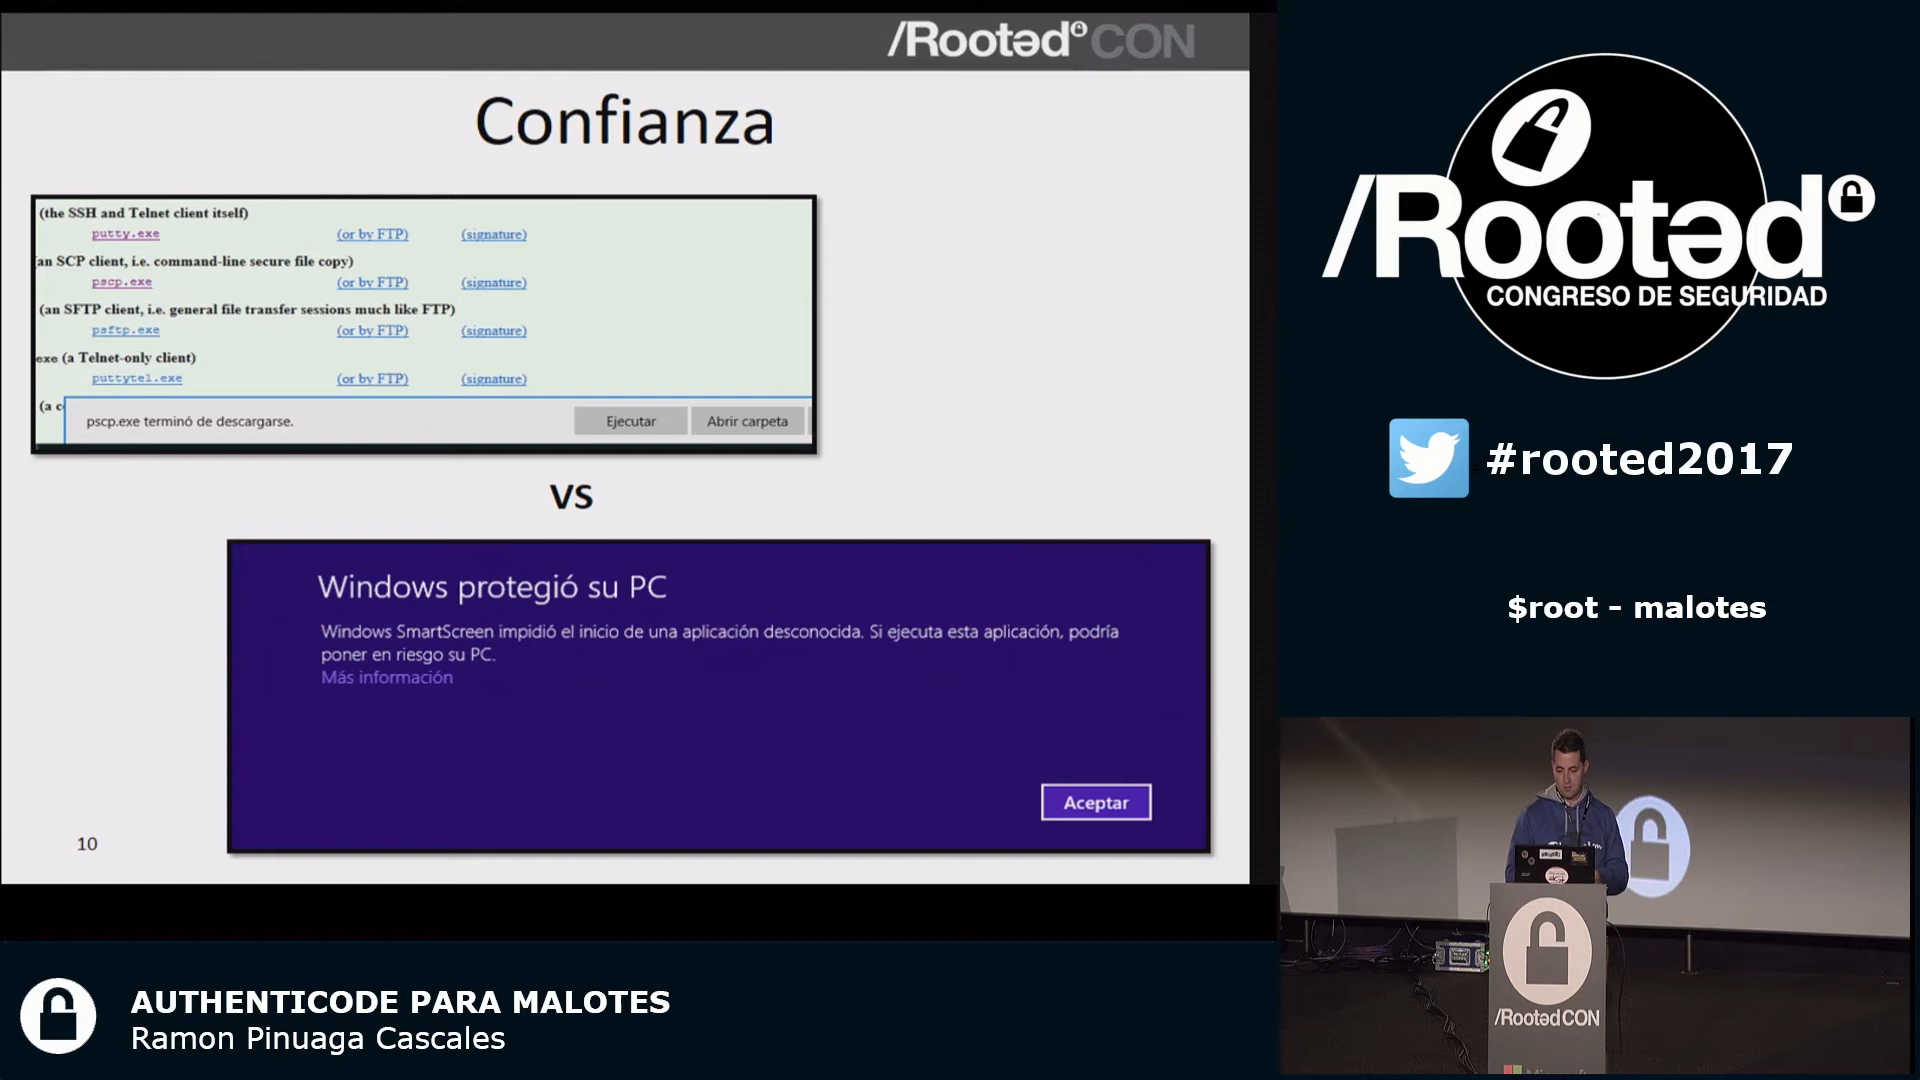 /Rootəd CON
Confianza
(the SSH and Telnet client itself)
putty.exe (or by FTP) (signature)
an SCP client, i.e. command-line secure file copy)
pscp.exe (or by FTP) (signature)
(an SFTP client, i.e. general file transfer sessions much like FTP)
psftp.exe (or by FTP) (signature)
exe (a Telnet-only client)
puttytel.exe (or by FTP) (signature)
(a c
pscp.exe terminó de descargarse. Ejecutar Abrir carpeta
vs
Windows protegió su PC
Windows SmartScreen impidió el inicio de una aplicación desconocida. Si ejecuta esta aplicación, podría
poner en riesgo su PC.
Más información
Aceptar
10
/Rootəd
CONGRESO DE SEGURIDAD
#rooted2017
$root - malotes
/Rootəd CON
AUTHENTICODE PARA MALOTES
Ramon Pinuaga Cascales